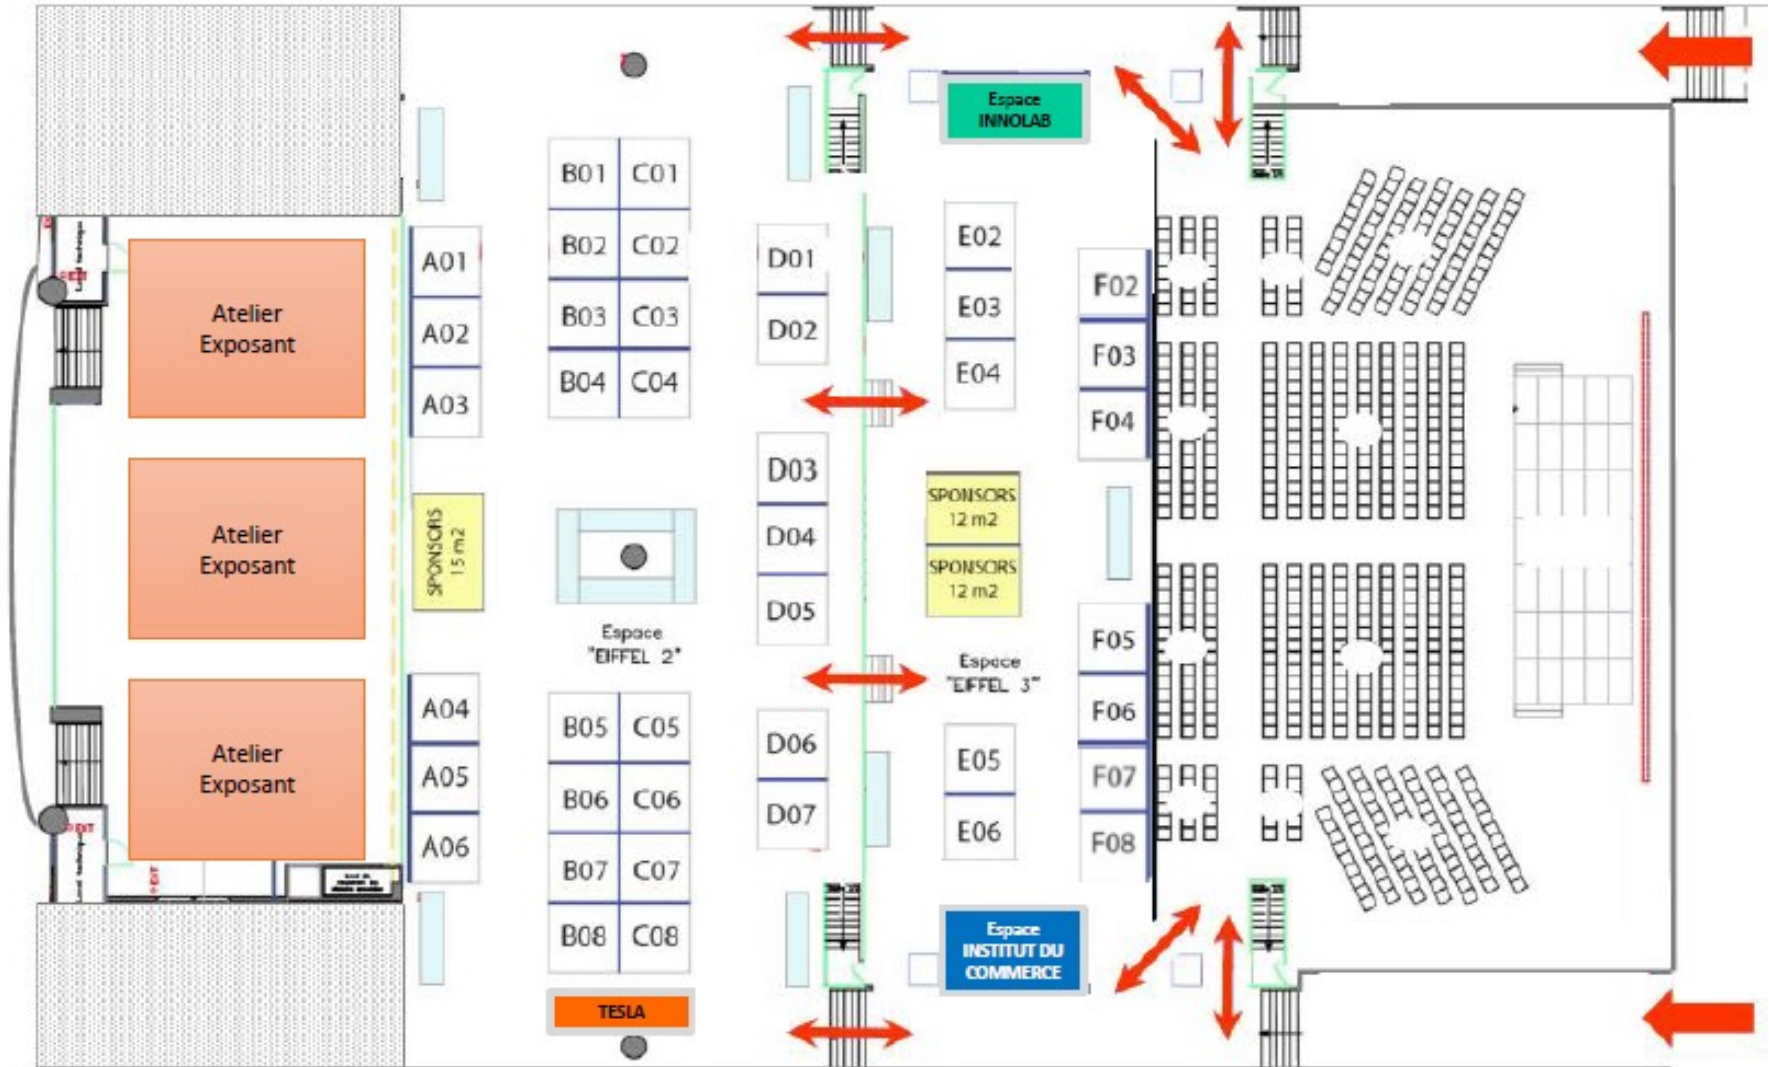 Espace
INNOLAB
B01 C01
B02 C02
B03 C03
B04 C04
A01
A02
A03
D01
D02
E02
E03
E04
F02
F03
F04
Atelier
Exposant
Atelier
Exposant
Atelier
Exposant
EXIT
SPONSORS
15 m2
D03
D04
D05
SPONSORS
12 m2
SPONSORS
12 m2
Espace
"EIFFEL 2"
Espace
"EIFFEL 3"
A04
A05
A06
B05 C05
B06 C06
B07 C07
B08 C08
D06
D07
E05
E06
F05
F06
F07
F08
EXIT
EXIT
Espace
INSTITUT DU
COMMERCE
TESLA